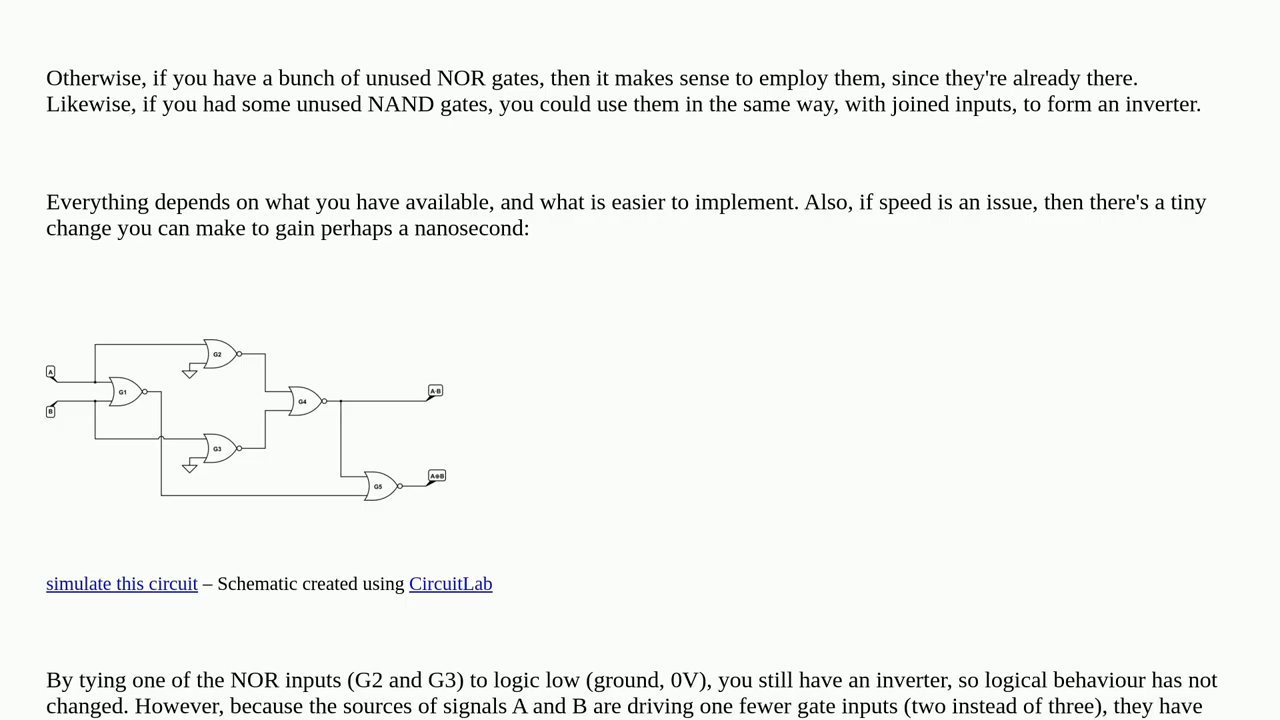 Otherwise, if you have a bunch of unused NOR gates, then it makes sense to employ them, since they're already there.
Likewise, if you had some unused NAND gates, you could use them in the same way, with joined inputs, to form an inverter.
Everything depends on what you have available, and what is easier to implement. Also, if speed is an issue, then there's a tiny
change you can make to gain perhaps a nanosecond:
G2
A
G1
A·B
G4
B
G3
A⊕B
G5
simulate this circuit – Schematic created using CircuitLab
By tying one of the NOR inputs (G2 and G3) to logic low (ground, 0V), you still have an inverter, so logical behaviour has not
changed. However, because the sources of signals A and B are driving one fewer gate inputs (two instead of three), they have